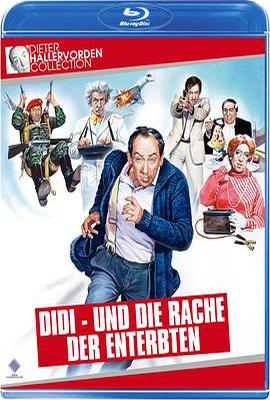 Blu-ray Disc
DIETER
HALLERVORDEN
COLLECTION
DIDI - UND DIE RACHE
DER ENTERBTEN